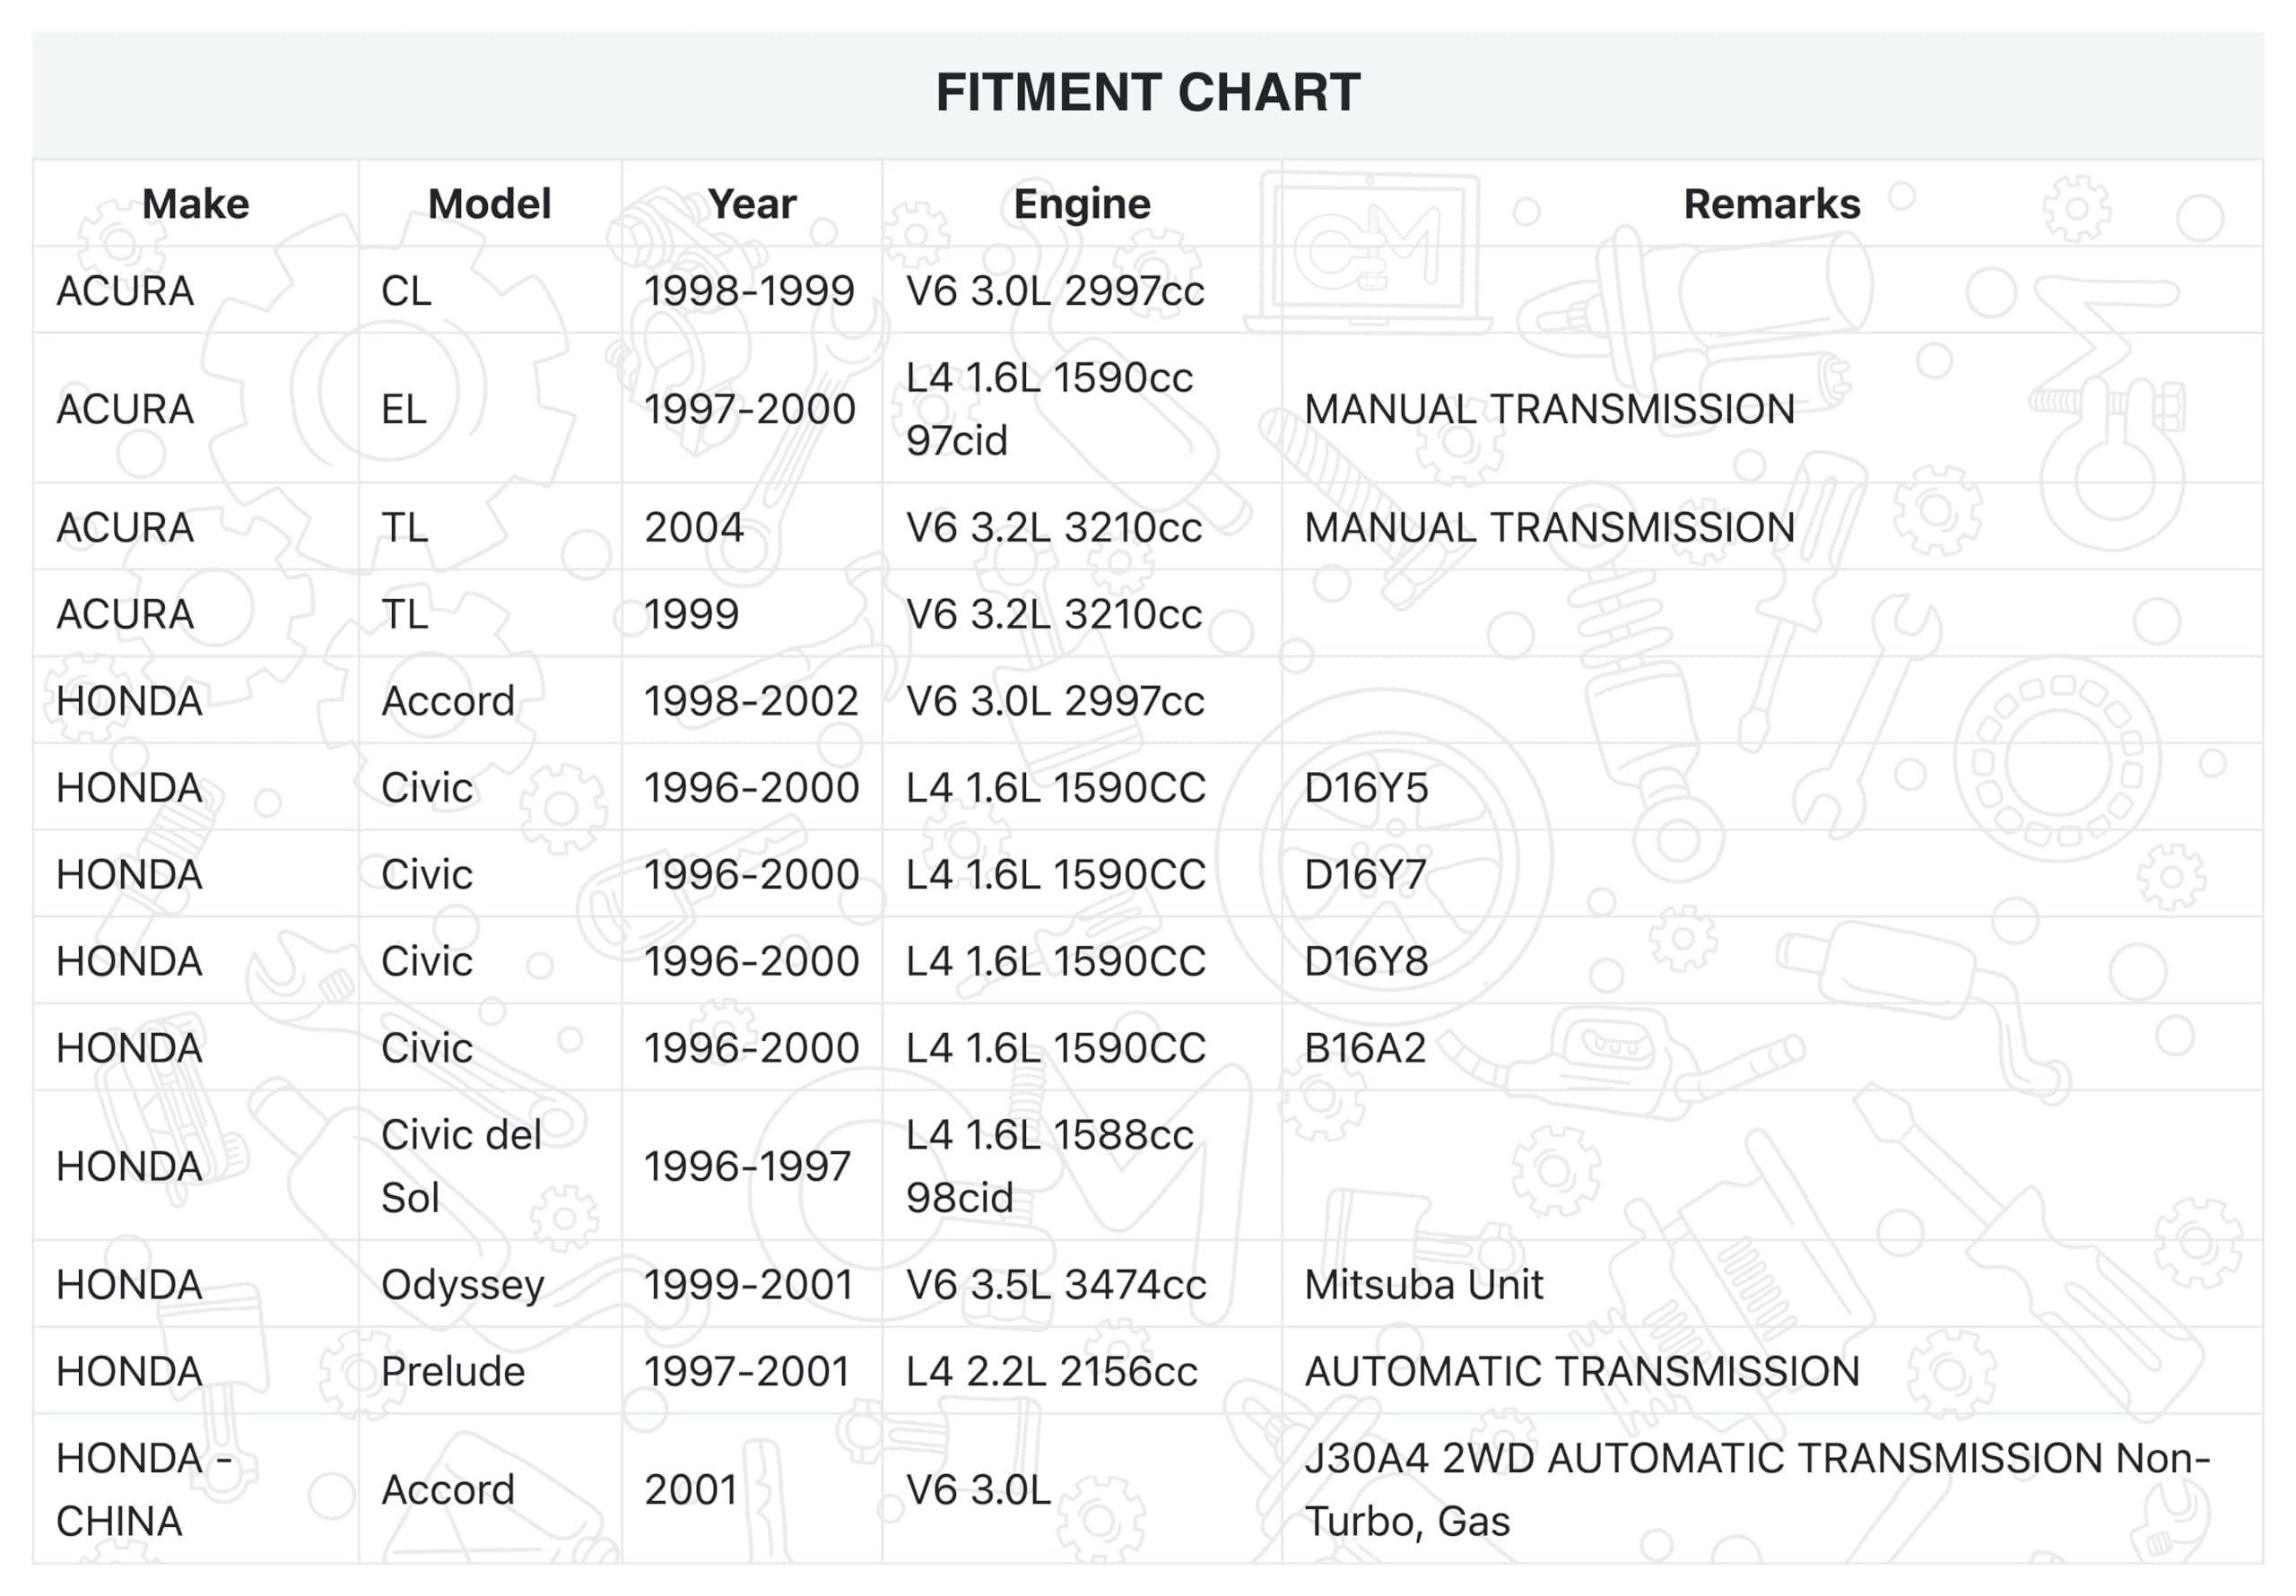 FITMENT CHART
Make Model Year Engine Remarks
ACURA CL 1998-1999 V6 3.0L 2997cc
ACURA EL 1997-2000 L4 1.6L 1590cc
97cid MANUAL TRANSMISSION
ACURA TL 2004 V6 3.2L 3210cc MANUAL TRANSMISSION
ACURA TL 1999 V6 3.2L 3210cc
HONDA Accord 1998-2002 V6 3.0L 2997cc
HONDA Civic 1996-2000 L4 1.6L 1590CC D16Y5
HONDA Civic 1996-2000 L4 1.6L 1590CC D16Y7
HONDA Civic 1996-2000 L4 1.6L 1590CC D16Y8
HONDA Civic 1996-2000 L4 1.6L 1590CC B16A2
HONDA Civic del
Sol 1996-1997 L4 1.6L 1588cc
98cid
HONDA Odyssey 1999-2001 V6 3.5L 3474cc Mitsuba Unit
HONDA Prelude 1997-2001 L4 2.2L 2156cc AUTOMATIC TRANSMISSION
HONDA -
CHINA Accord 2001 V6 3.0L J30A4 2WD AUTOMATIC TRANSMISSION Non-
Turbo, Gas